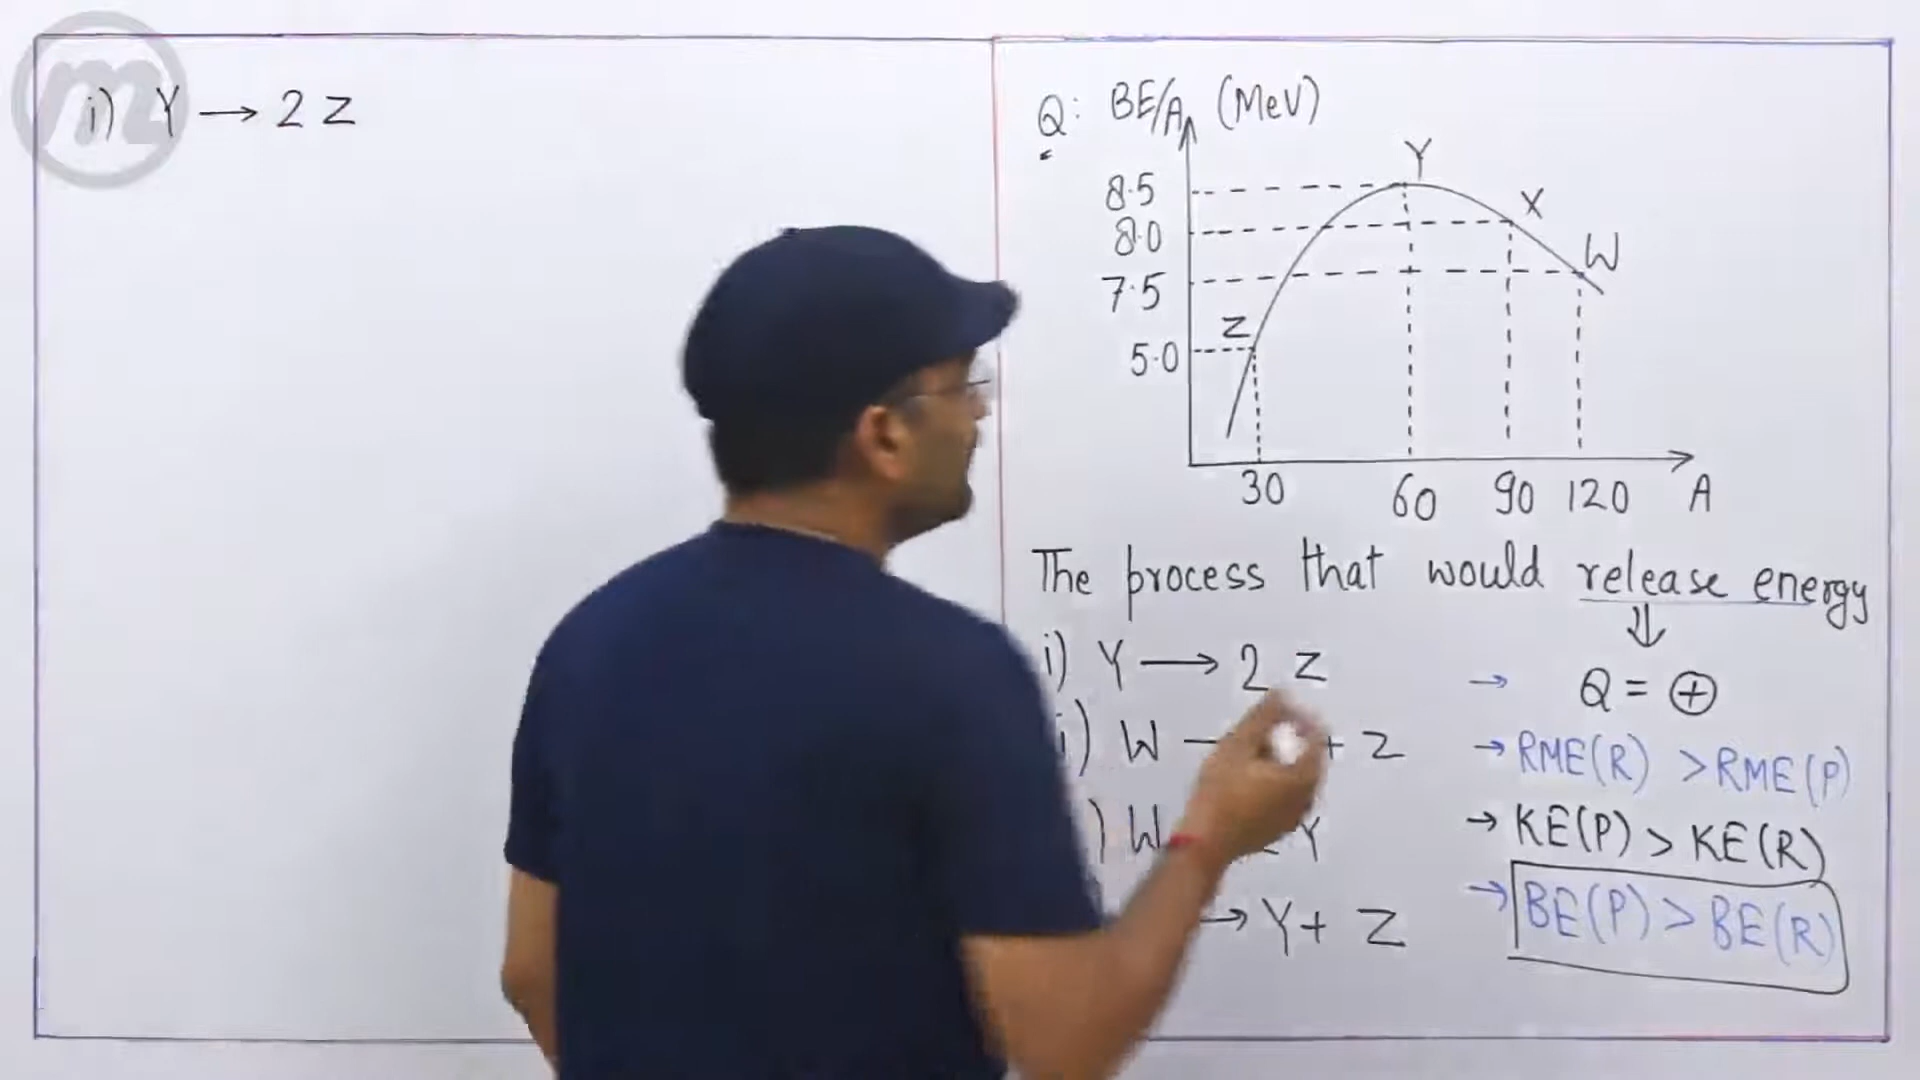 i) Y → 2 Z
Q: BE/A (MeV)
Y
8.5
X
8.0
W
7.5
Z
5.0
30 60 90 120 A
The process that would release energy
⇓
i) Y → 2 Z → Q = ⊕
i) W + Z → RME(R) > RME(P)
) W Y → KE(P) > KE(R)
→ Y + Z → BE(P) > BE(R)